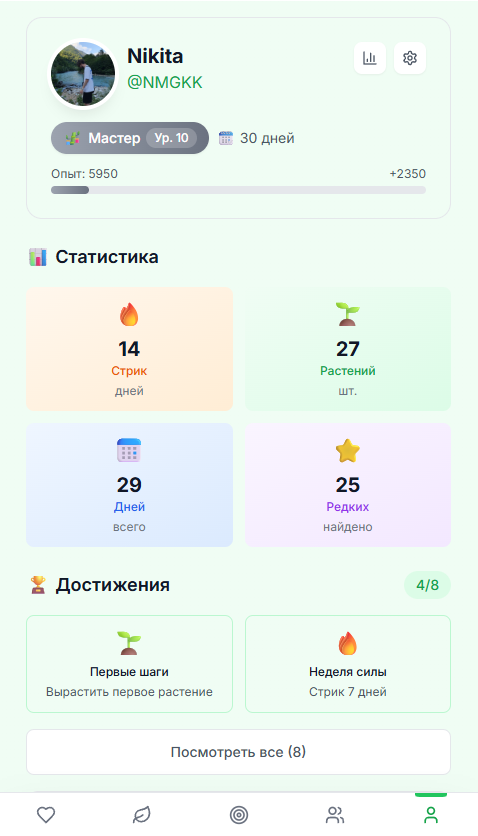 Nikita
@NMGKK
Мастер Ур. 10 30 дней
Опыт: 5950 +2350
Статистика
14
Стрик
дней
27
Растений
шт.
29
Дней
всего
25
Редких
найдено
Достижения 4/8
Первые шаги
Вырастить первое растение
Неделя силы
Стрик 7 дней
Посмотреть все (8)